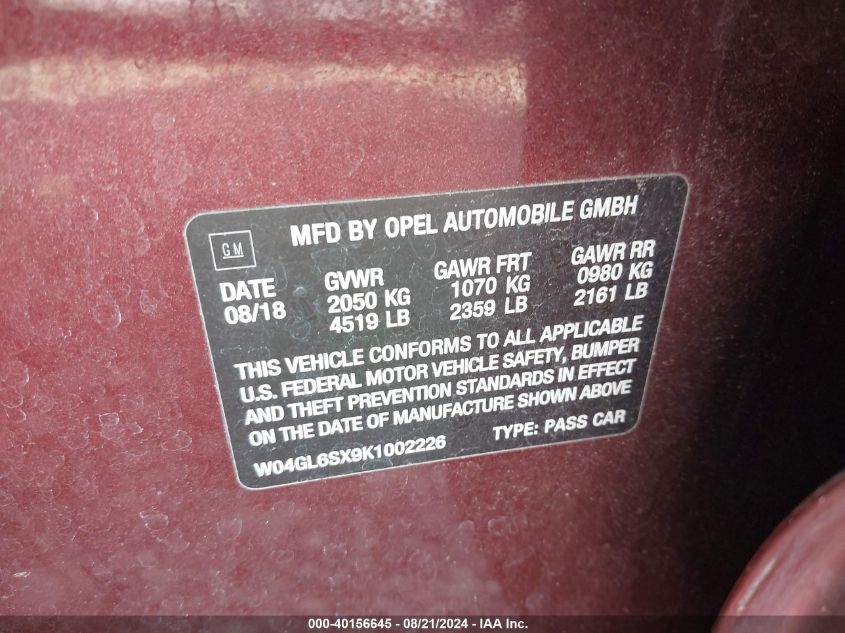 GM
MFD BY OPEL AUTOMOBILE GMBH
DATE GVWR GAWR FRT GAWR RR
08/18 2050 KG 1070 KG 0980 KG
4519 LB 2359 LB 2161 LB
THIS VEHICLE CONFORMS TO ALL APPLICABLE
U.S. FEDERAL MOTOR VEHICLE SAFETY, BUMPER
AND THEFT PREVENTION STANDARDS IN EFFECT
ON THE DATE OF MANUFACTURE SHOWN ABOVE
W04GL6SX9K1002226 TYPE: PASS CAR
000-40156645 - 08/21/2024 - IAA Inc.